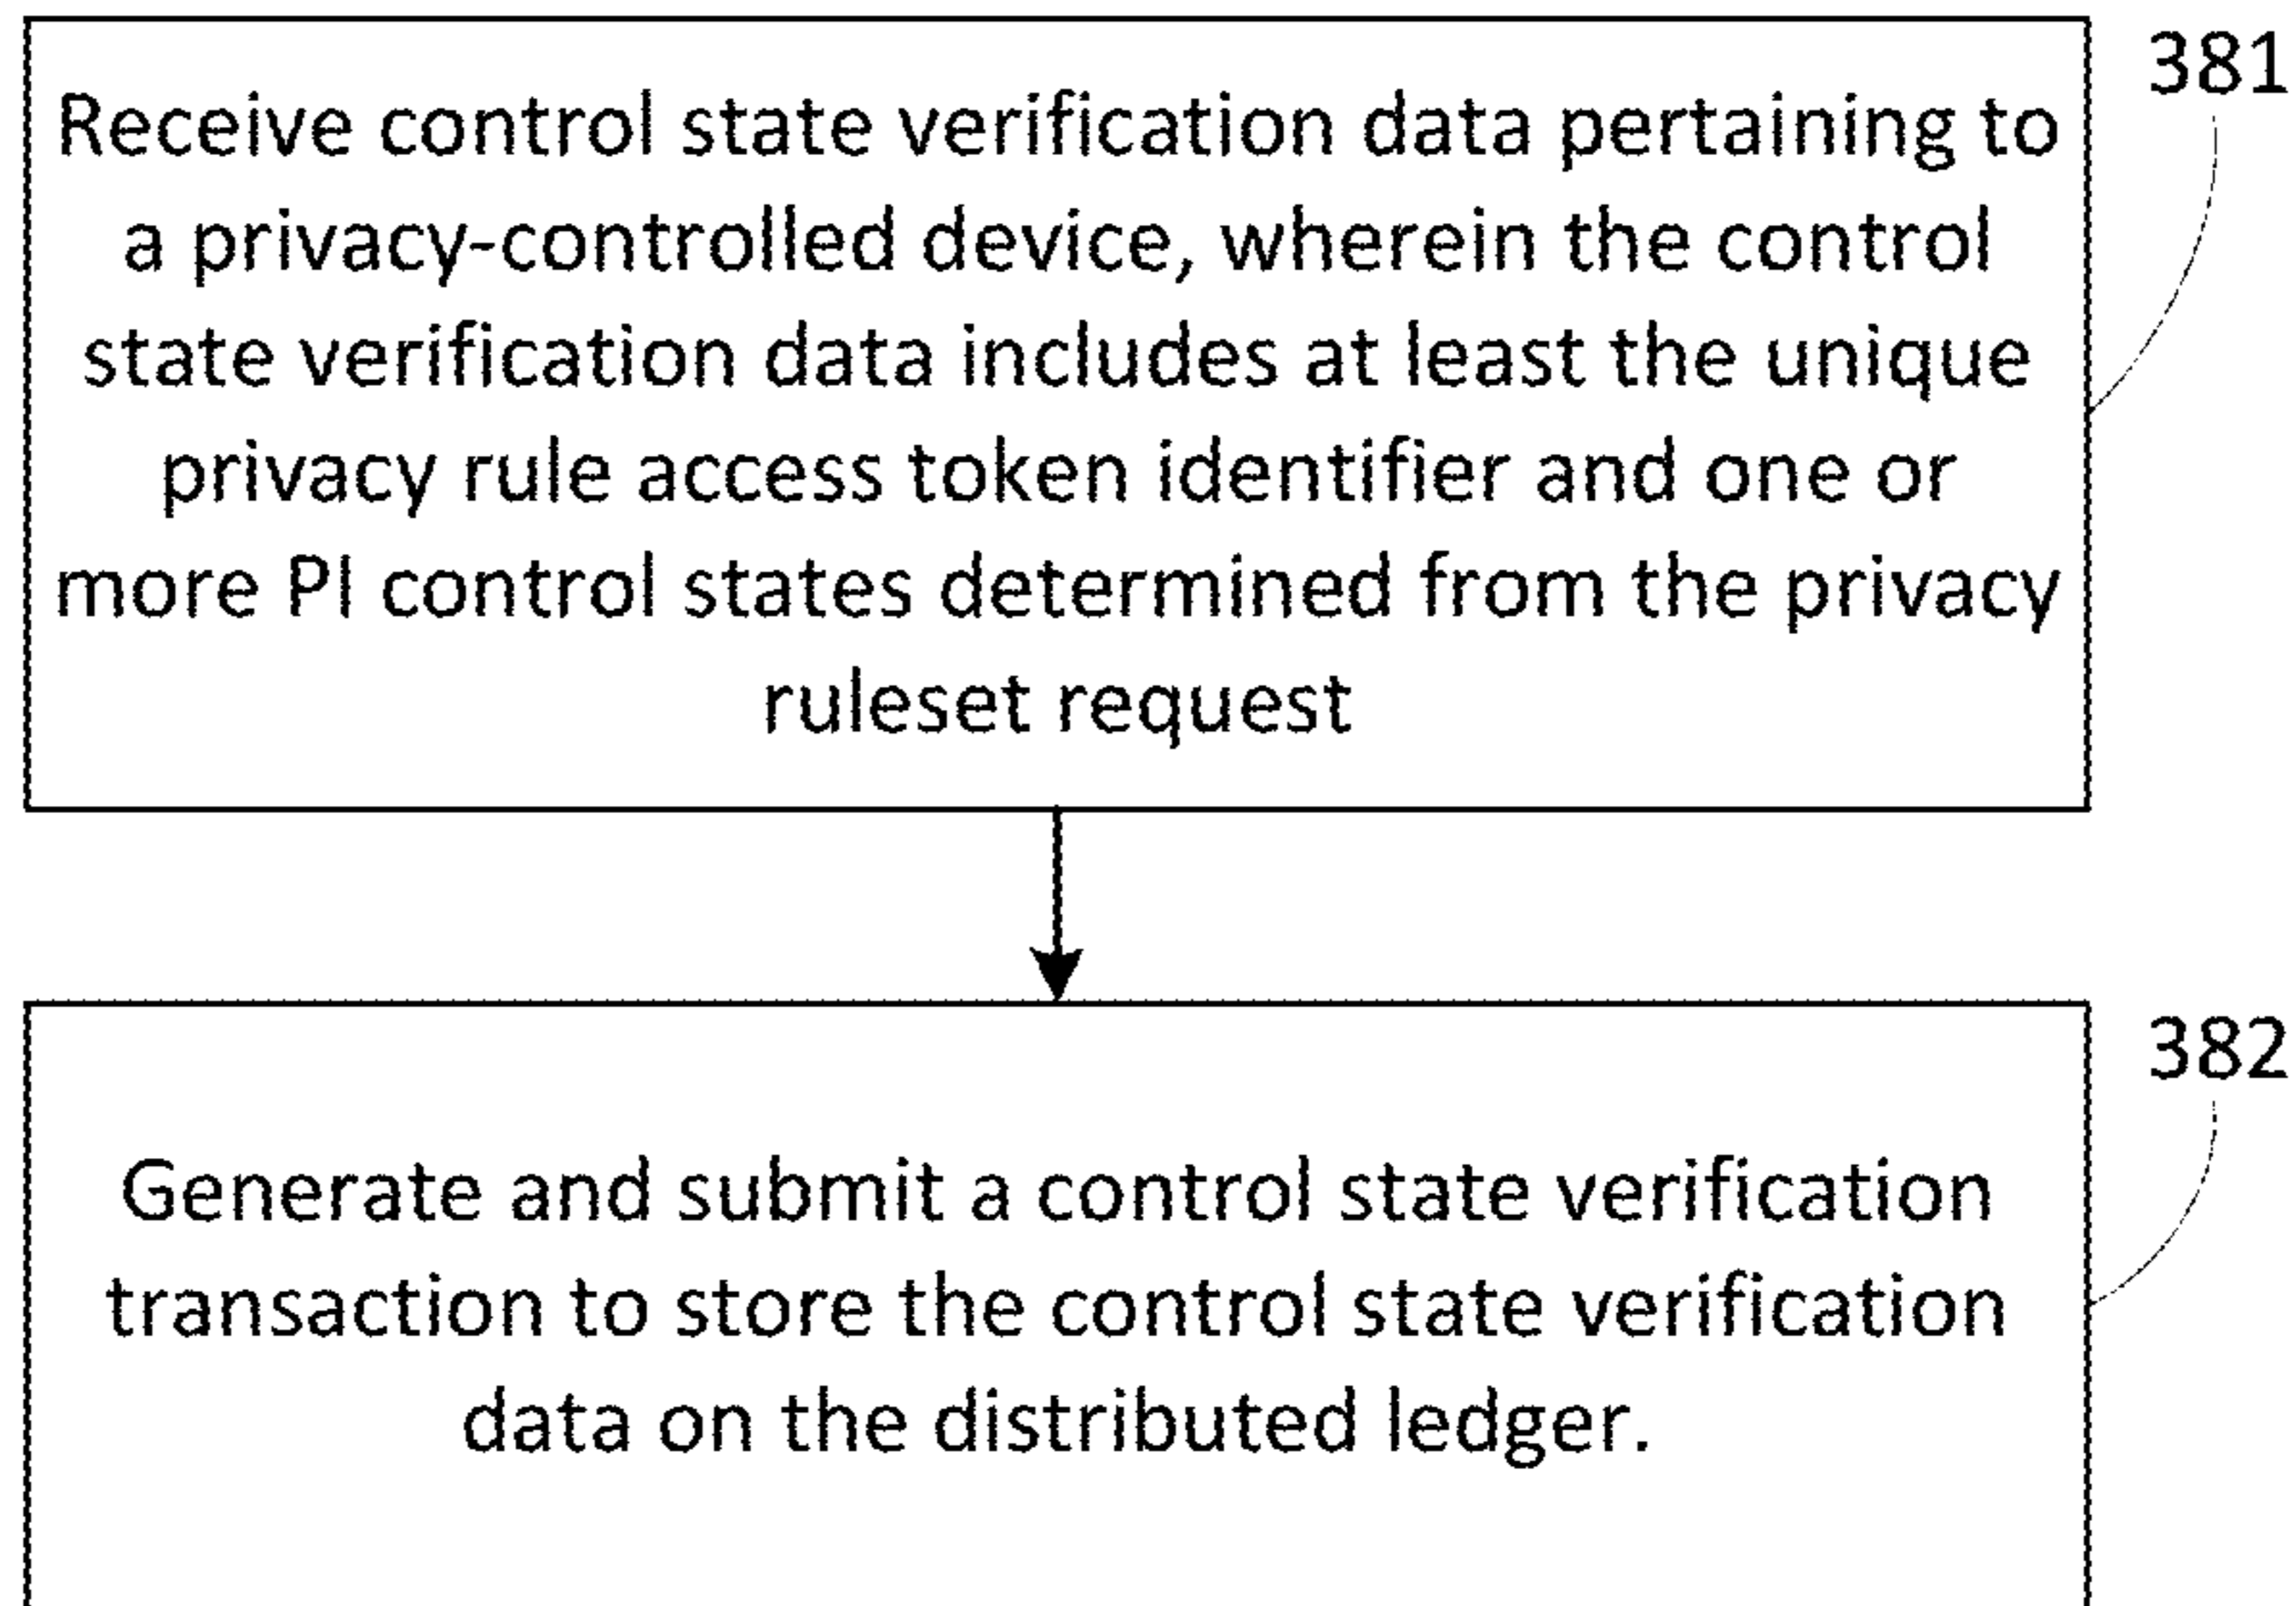 381
Receive control state verification data pertaining to
a privacy-controlled device, wherein the control
state verification data includes at least the unique
privacy rule access token identifier and one or
more PI control states determined from the privacy
ruleset request
382
Generate and submit a control state verification
transaction to store the control state verification
data on the distributed ledger.